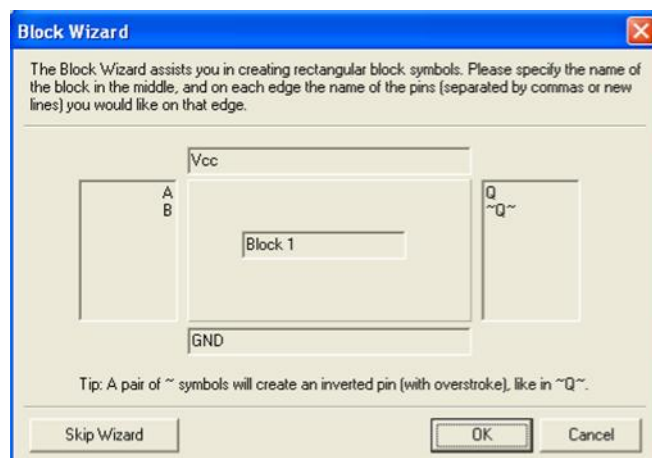 Block Wizard
The Block Wizard assists you in creating rectangular block symbols. Please specify the name of
the block in the middle, and on each edge the name of the pins (separated by commas or new
lines) you would like on that edge.
Vcc
A
B
Block 1
Q
~Q~
GND
Tip: A pair of ~ symbols will create an inverted pin (with overstroke), like in ~Q~.
Skip Wizard
OK
Cancel